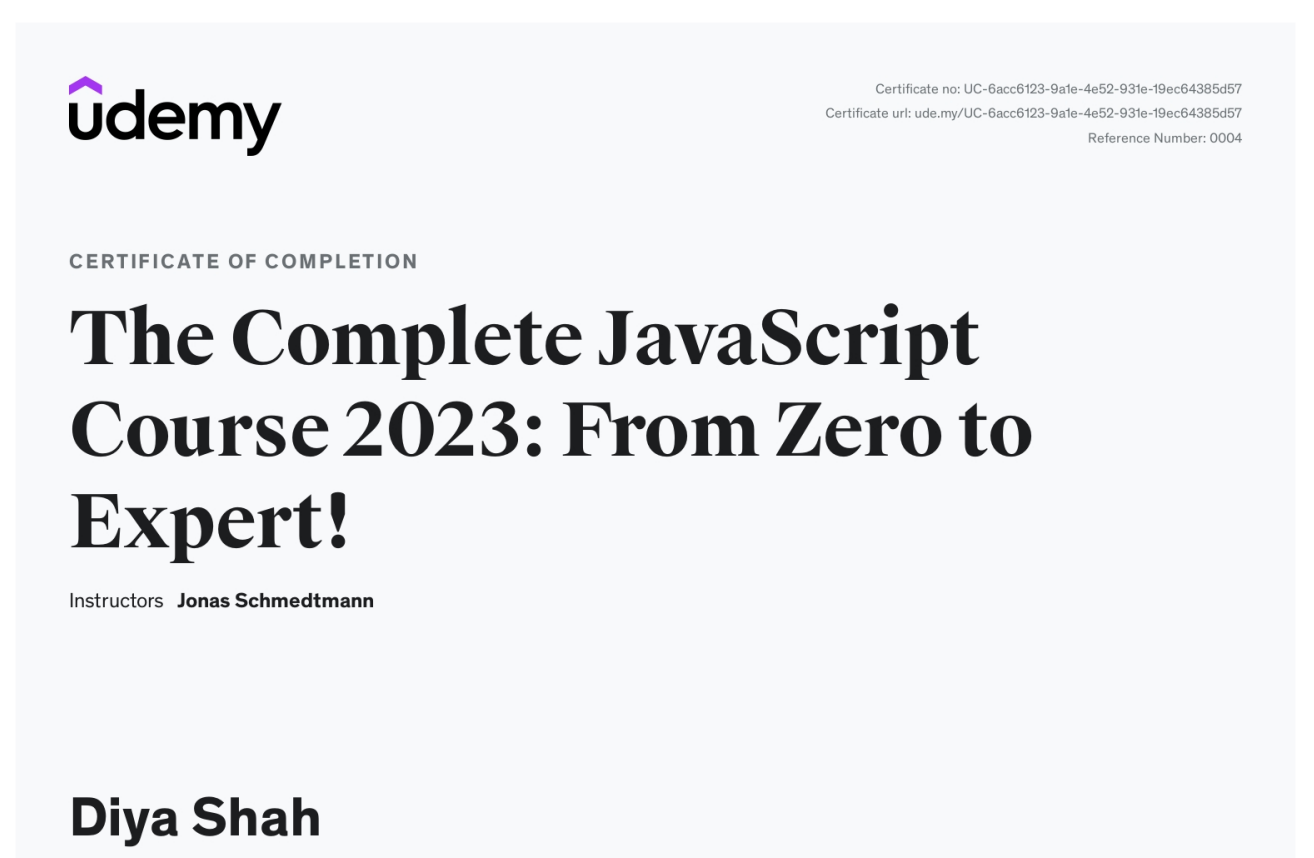 udemy
Certificate no: UC-6acc6123-9a1e-4e52-931e-19ec64385d57
Certificate url: ude.my/UC-6acc6123-9a1e-4e52-931e-19ec64385d57
Reference Number: 0004
CERTIFICATE OF COMPLETION
The Complete JavaScript
Course 2023: From Zero to
Expert!
Instructors Jonas Schmedtmann
Diya Shah